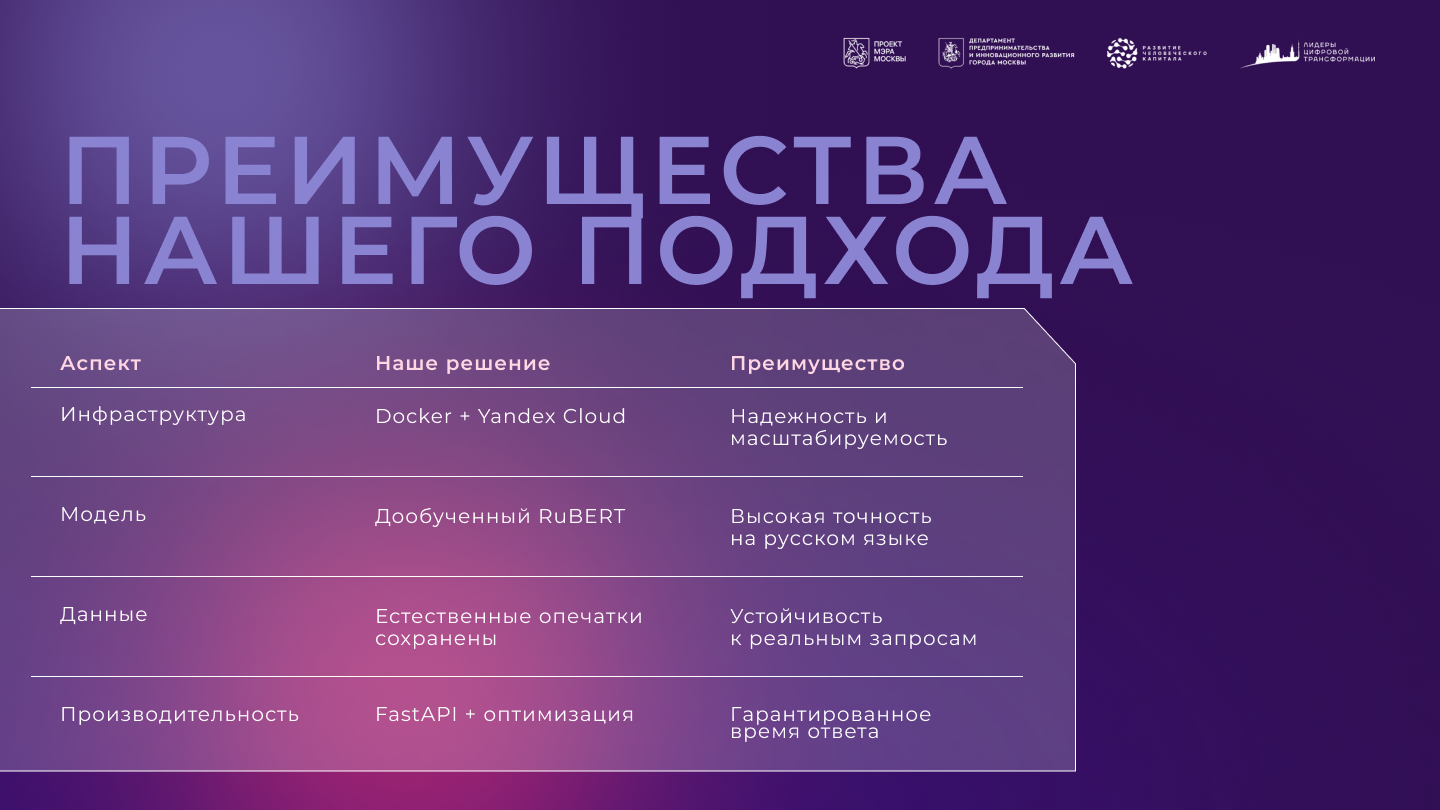 ПРОЕКТ
МЭРА
МОСКВЫ
ДЕПАРТАМЕНТ
ПРЕДПРИНИМАТЕЛЬСТВА
И ИННОВАЦИОННОГО РАЗВИТИЯ
ГОРОДА МОСКВЫ
РАЗВИТИЕ
ЧЕЛОВЕЧЕСКОГО
КАПИТАЛА
ЛИДЕРЫ
ЦИФРОВОЙ
ТРАНСФОРМАЦИИ
ПРЕИМУЩЕСТВА
НАШЕГО ПОДХОДА
Аспект
Наше решение
Преимущество
Инфраструктура
Docker + Yandex Cloud
Надежность и
масштабируемость
Модель
Дообученный RuBERT
Высокая точность
на русском языке
Данные
Естественные опечатки
сохранены
Устойчивость
к реальным запросам
Производительность
FastAPI + оптимизация
Гарантированное
время ответа